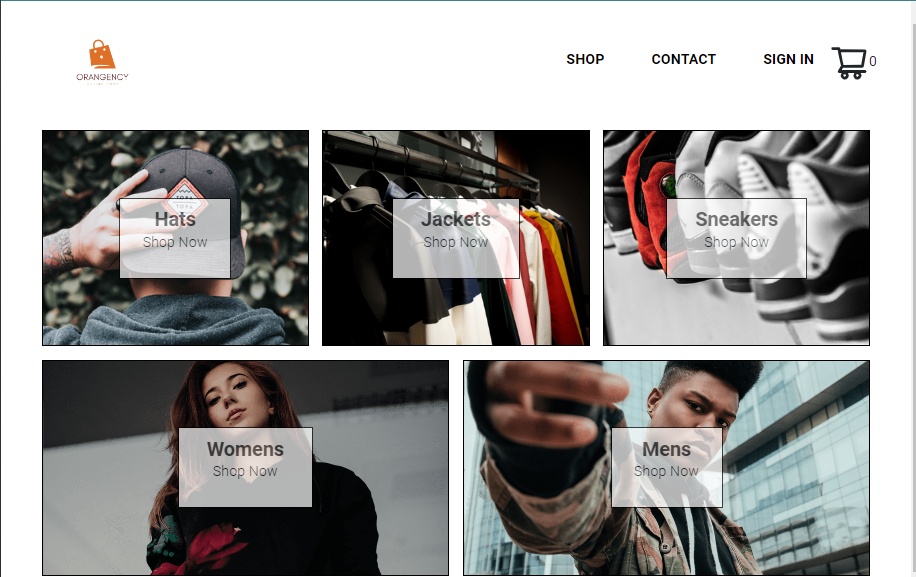 ORANGENCY
SHOP
CONTACT
SIGN IN
0
Hats
Shop Now
Jackets
Shop Now
Sneakers
Shop Now
Womens
Shop Now
Mens
Shop Now